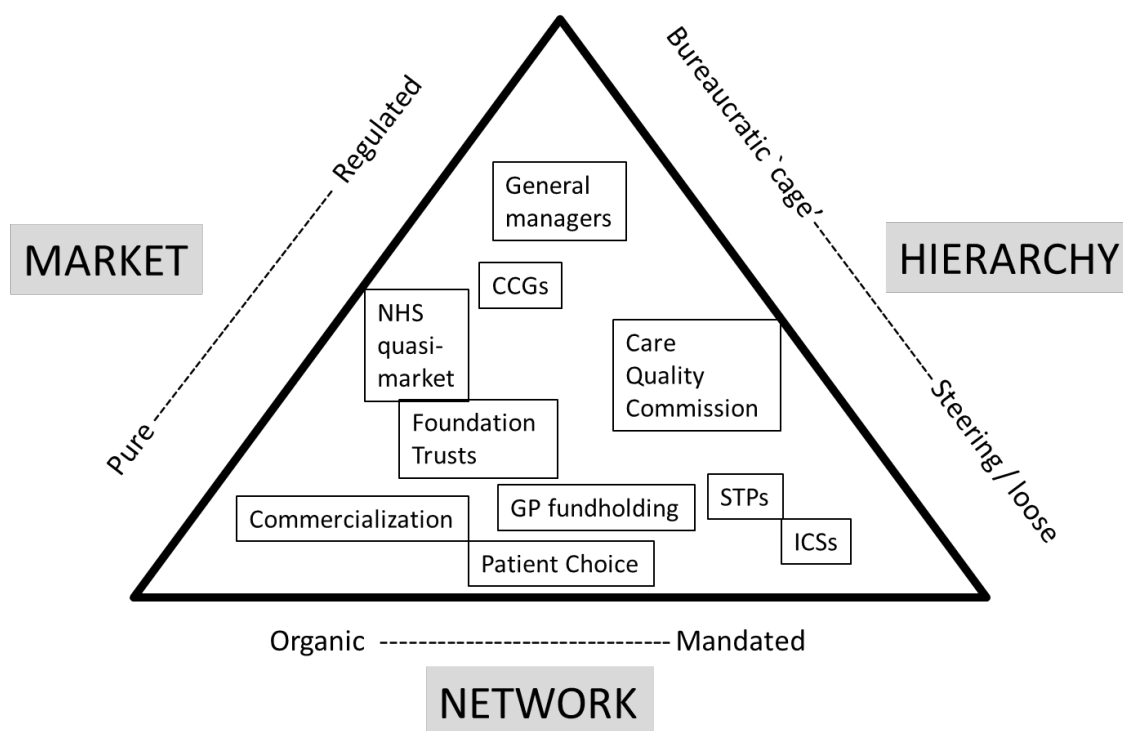 Regulated
Bureaucratic `cage'
General
managers
MARKET
HIERARCHY
CCGs
NHS
quasi-
market
Care
Quality
Commission
Foundation
Trusts
Pure
Steering / loose
GP fundholding
STPs
Commercialization
ICSs
Patient Choice
Organic
Mandated
NETWORK